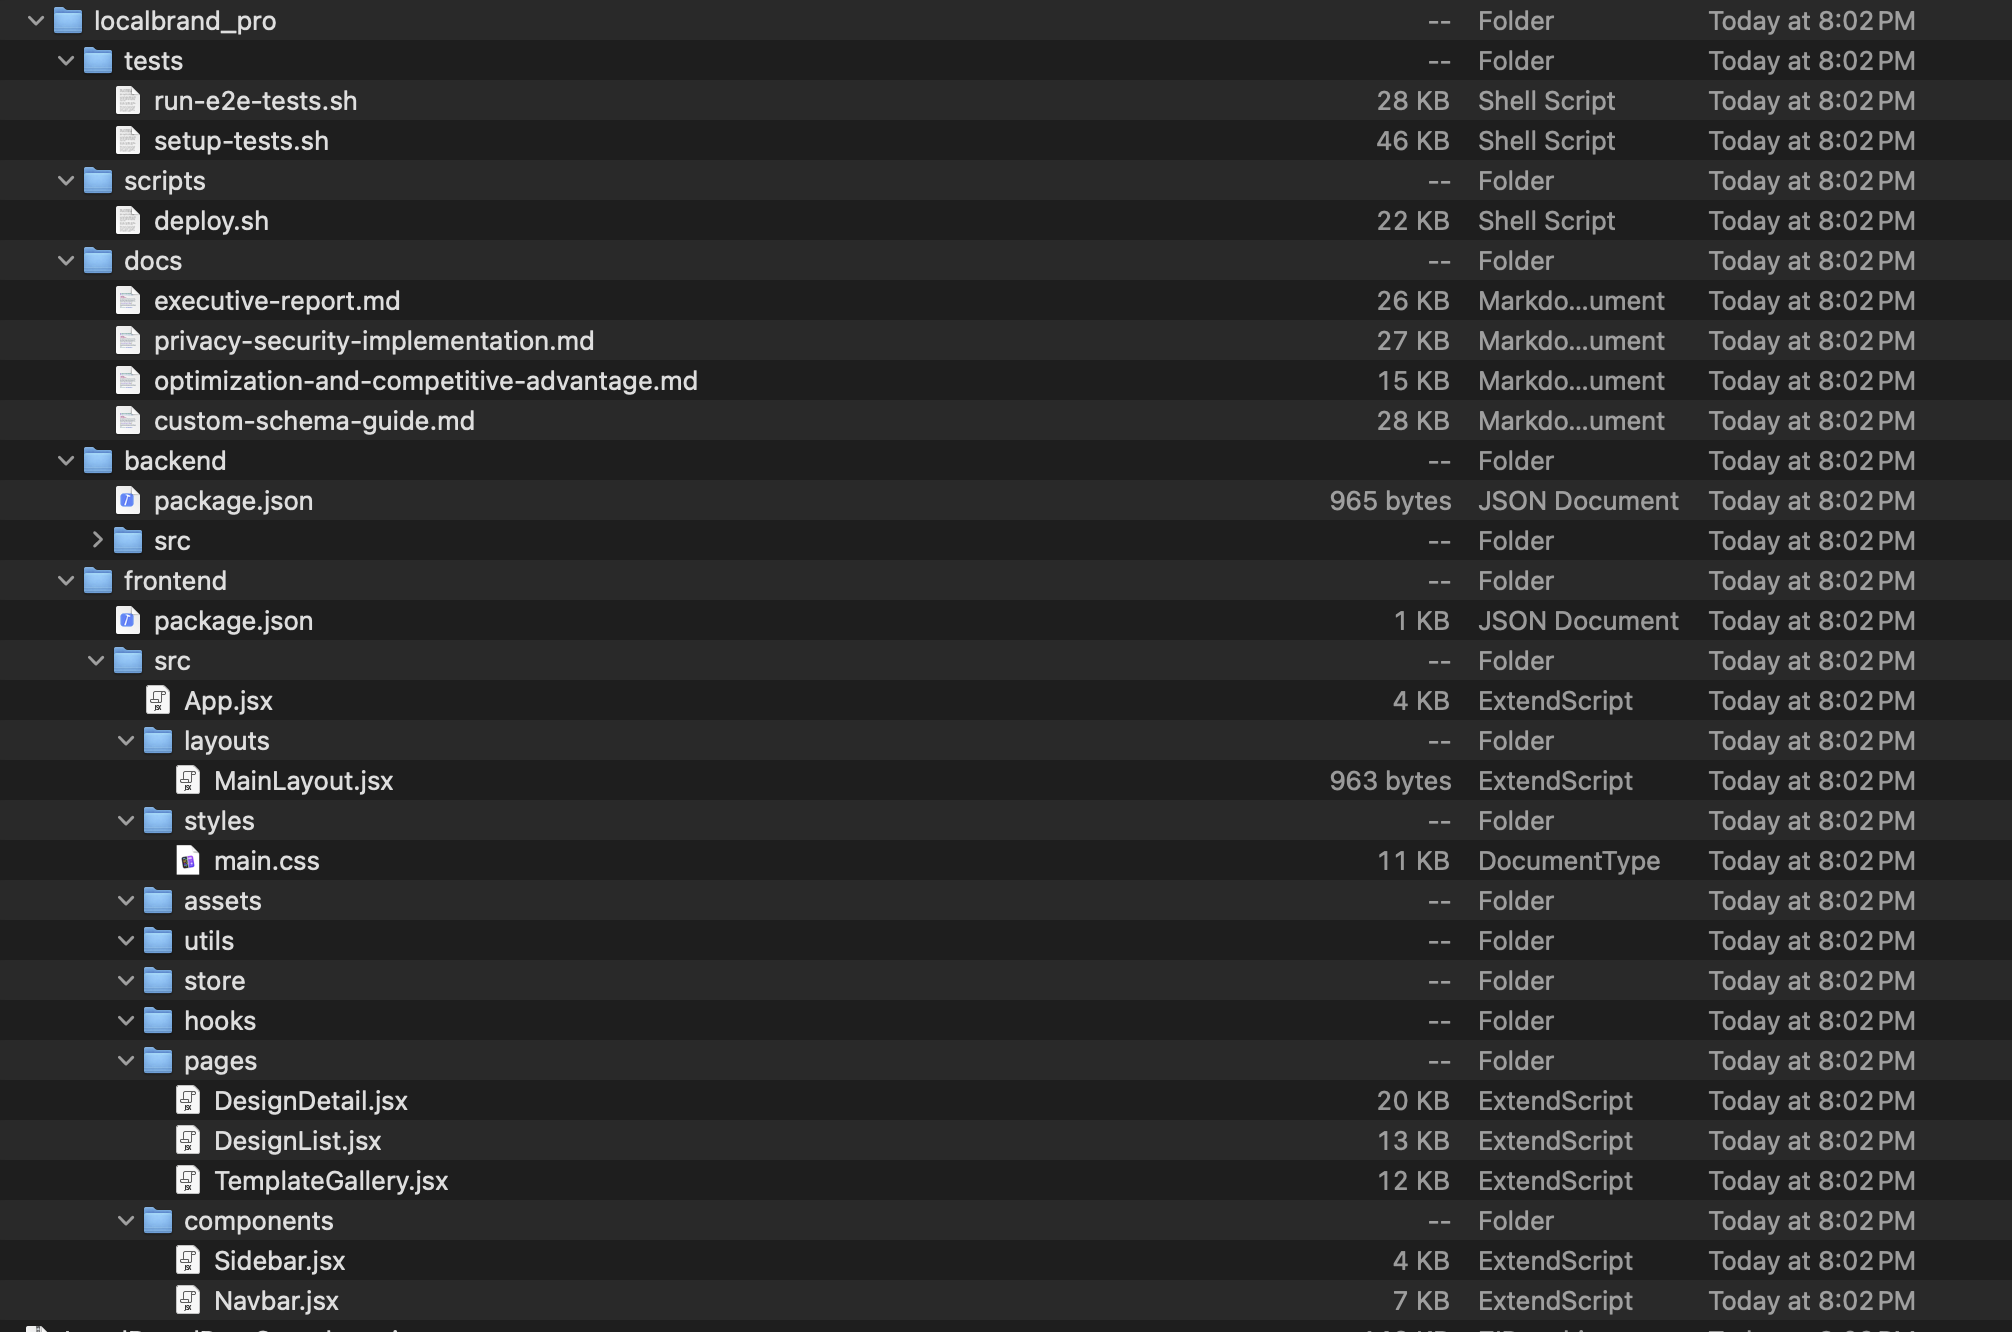 localbrand_pro -- Folder Today at 8:02 PM
tests -- Folder Today at 8:02 PM
run-e2e-tests.sh 28 KB Shell Script Today at 8:02 PM
setup-tests.sh 46 KB Shell Script Today at 8:02 PM
scripts -- Folder Today at 8:02 PM
deploy.sh 22 KB Shell Script Today at 8:02 PM
docs -- Folder Today at 8:02 PM
executive-report.md 26 KB Markdo...ument Today at 8:02 PM
privacy-security-implementation.md 27 KB Markdo...ument Today at 8:02 PM
optimization-and-competitive-advantage.md 15 KB Markdo...ument Today at 8:02 PM
custom-schema-guide.md 28 KB Markdo...ument Today at 8:02 PM
backend -- Folder Today at 8:02 PM
package.json 965 bytes JSON Document Today at 8:02 PM
src -- Folder Today at 8:02 PM
frontend -- Folder Today at 8:02 PM
package.json 1 KB JSON Document Today at 8:02 PM
src -- Folder Today at 8:02 PM
App.jsx 4 KB ExtendScript Today at 8:02 PM
layouts -- Folder Today at 8:02 PM
MainLayout.jsx 963 bytes ExtendScript Today at 8:02 PM
styles -- Folder Today at 8:02 PM
main.css 11 KB DocumentType Today at 8:02 PM
assets -- Folder Today at 8:02 PM
utils -- Folder Today at 8:02 PM
store -- Folder Today at 8:02 PM
hooks -- Folder Today at 8:02 PM
pages -- Folder Today at 8:02 PM
DesignDetail.jsx 20 KB ExtendScript Today at 8:02 PM
DesignList.jsx 13 KB ExtendScript Today at 8:02 PM
TemplateGallery.jsx 12 KB ExtendScript Today at 8:02 PM
components -- Folder Today at 8:02 PM
Sidebar.jsx 4 KB ExtendScript Today at 8:02 PM
Navbar.jsx 7 KB ExtendScript Today at 8:02 PM